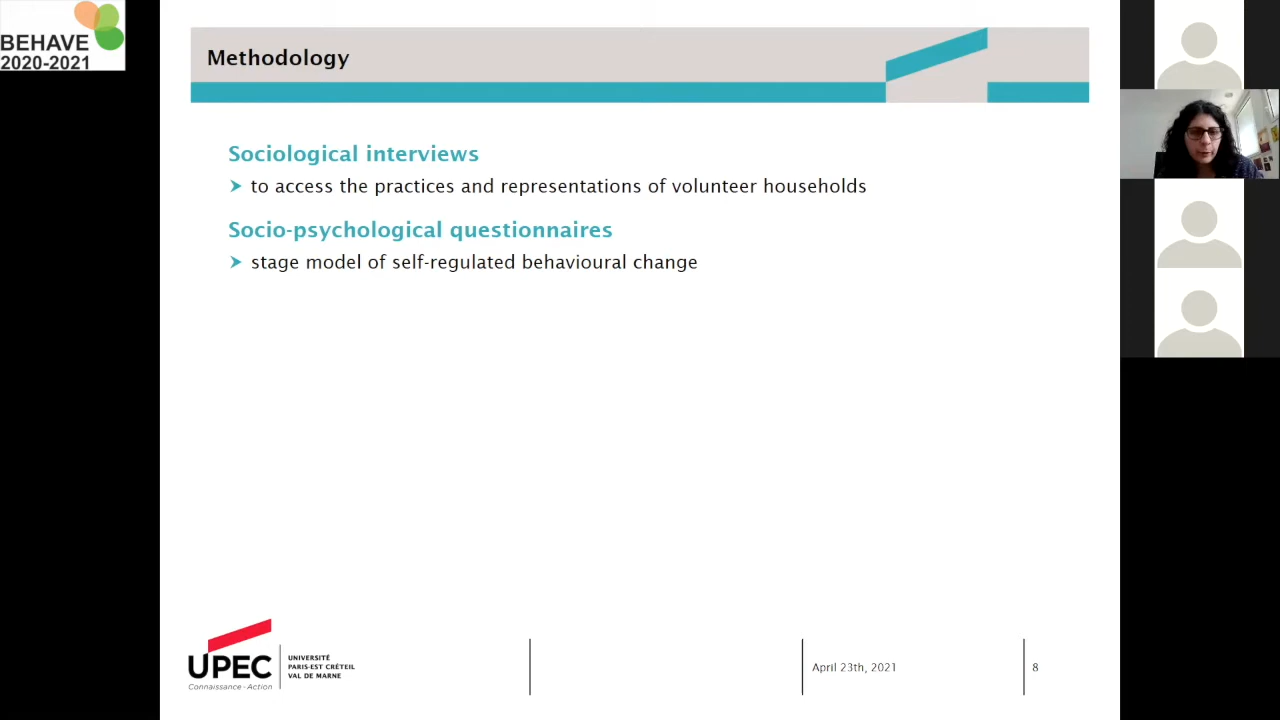 BEHAVE
2020-2021
Methodology
Sociological interviews
➤ to access the practices and representations of volunteer households
Socio-psychological questionnaires
➤ stage model of self-regulated behavioural change
UPEC
Connaissance - Action
UNIVERSITÉ
PARIS-EST CRÉTEIL
VAL DE MARNE
April 23th, 2021
8